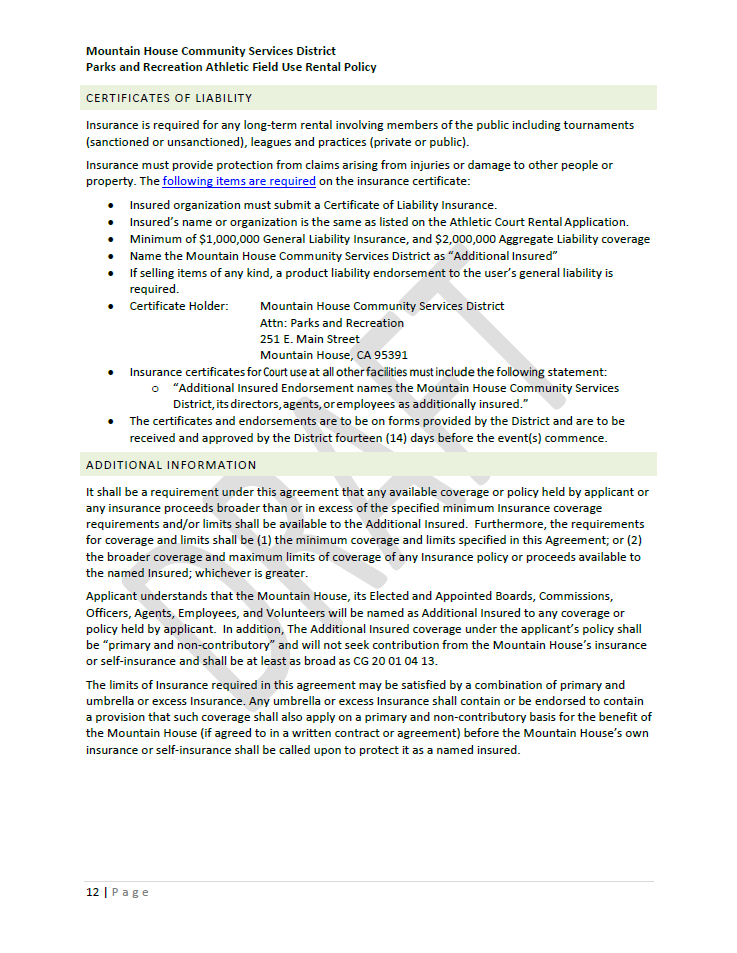 Mountain House Community Services District
Parks and Recreation Athletic Field Use Rental Policy
CERTIFICATES OF LIABILITY
Insurance is required for any long-term rental involving members of the public including tournaments
(sanctioned or unsanctioned), leagues and practices (private or public).
Insurance must provide protection from claims arising from injuries or damage to other people or
property. The following items are required on the insurance certificate:
• Insured organization must submit a Certificate of Liability Insurance.
• Insured's name or organization is the same as listed on the Athletic Court Rental Application.
• Minimum of $1,000,000 General Liability Insurance, and $2,000,000 Aggregate Liability coverage
• Name the Mountain House Community Services District as "Additional Insured"
• If selling items of any kind, a product liability endorsement to the user's general liability is
required.
• Certificate Holder: Mountain House Community Services District
Attn: Parks and Recreation
251 E. Main Street
Mountain House, CA 95391
• Insurance certificates for Court use at all other facilities must include the following statement:
o "Additional Insured Endorsement names the Mountain House Community Services
District, its directors, agents, or employees as additionally insured."
• The certificates and endorsements are to be on forms provided by the District and are to be
received and approved by the District fourteen (14) days before the event(s) commence.
ADDITIONAL INFORMATION
It shall be a requirement under this agreement that any available coverage or policy held by applicant or
any insurance proceeds broader than or in excess of the specified minimum Insurance coverage
requirements and/or limits shall be available to the Additional Insured. Furthermore, the requirements
for coverage and limits shall be (1) the minimum coverage and limits specified in this Agreement; or (2)
the broader coverage and maximum limits of coverage of any Insurance policy or proceeds available to
the named Insured; whichever is greater.
Applicant understands that the Mountain House, its Elected and Appointed Boards, Commissions,
Officers, Agents, Employees, and Volunteers will be named as Additional Insured to any coverage or
policy held by applicant. In addition, The Additional Insured coverage under the applicant's policy shall
be "primary and non-contributory" and will not seek contribution from the Mountain House's insurance
or self-insurance and shall be at least as broad as CG 20 01 04 13.
The limits of Insurance required in this agreement may be satisfied by a combination of primary and
umbrella or excess Insurance. Any umbrella or excess Insurance shall contain or be endorsed to contain
a provision that such coverage shall also apply on a primary and non-contributory basis for the benefit of
the Mountain House (if agreed to in a written contract or agreement) before the Mountain House's own
insurance or self-insurance shall be called upon to protect it as a named insured.
DRAFT
12 | Page